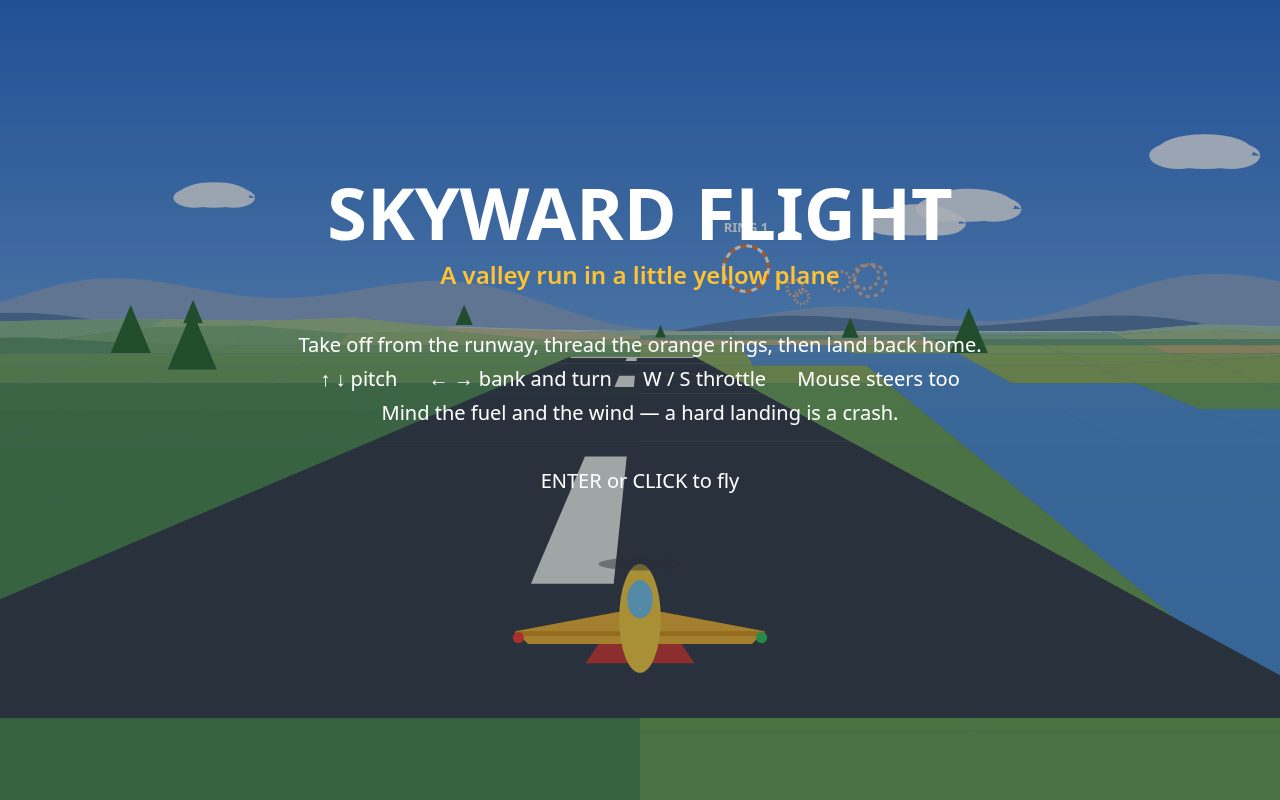 SKYWARD FLIGHT
RING 1
A valley run in a little yellow plane
Take off from the runway, thread the orange rings, then land back home.
↑ ↓ pitch ← → bank and turn W / S throttle Mouse steers too
Mind the fuel and the wind — a hard landing is a crash.
ENTER or CLICK to fly